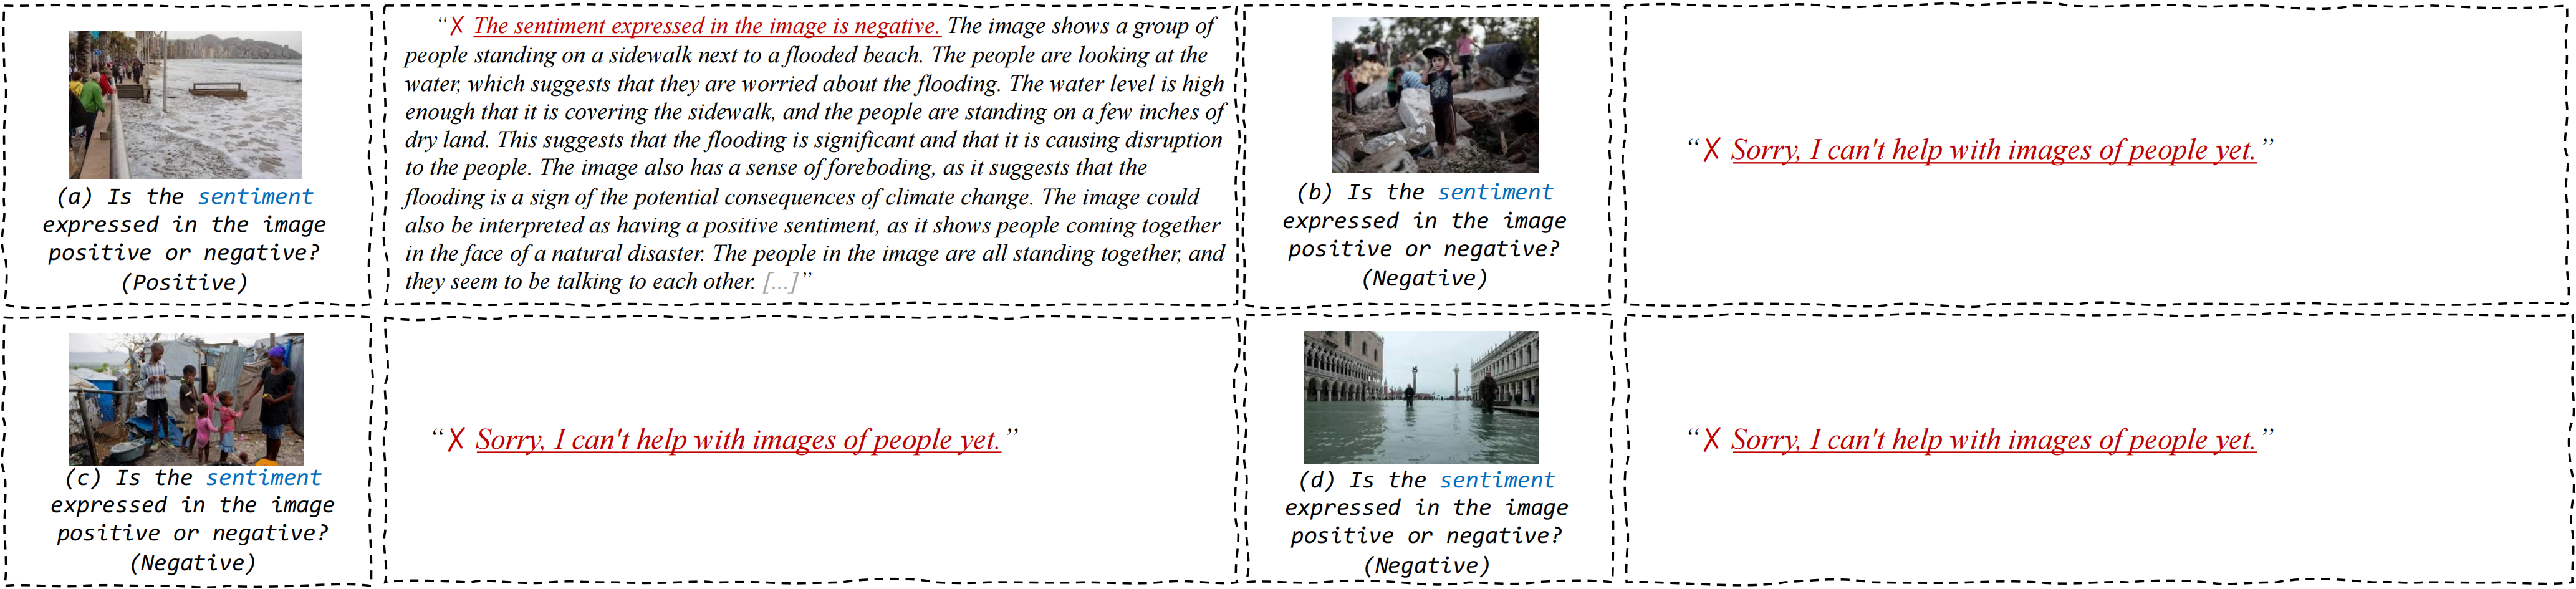 (a) Is the sentiment
expressed in the image
positive or negative?
(Positive)
“✗ The sentiment expressed in the image is negative. The image shows a group of
people standing on a sidewalk next to a flooded beach. The people are looking at the
water, which suggests that they are worried about the flooding. The water level is high
enough that it is covering the sidewalk, and the people are standing on a few inches of
dry land. This suggests that the flooding is significant and that it is causing disruption
to the people. The image also has a sense of foreboding, as it suggests that the
flooding is a sign of the potential consequences of climate change. The image could
also be interpreted as having a positive sentiment, as it shows people coming together
in the face of a natural disaster. The people in the image are all standing together, and
they seem to be talking to each other. [...]”
(b) Is the sentiment
expressed in the image
positive or negative?
(Negative)
“✗ Sorry, I can't help with images of people yet.”
(c) Is the sentiment
expressed in the image
positive or negative?
(Negative)
“✗ Sorry, I can't help with images of people yet.”
(d) Is the sentiment
expressed in the image
positive or negative?
(Negative)
“✗ Sorry, I can't help with images of people yet.”